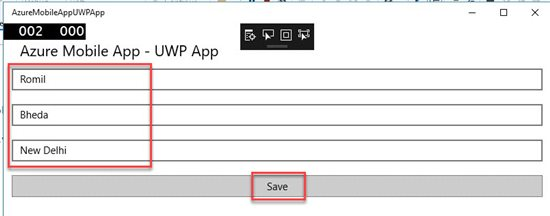 AzureMobileAppUWPApp
002 000
Azure Mobile App - UWP App
Romil
Bheda
New Delhi
Save